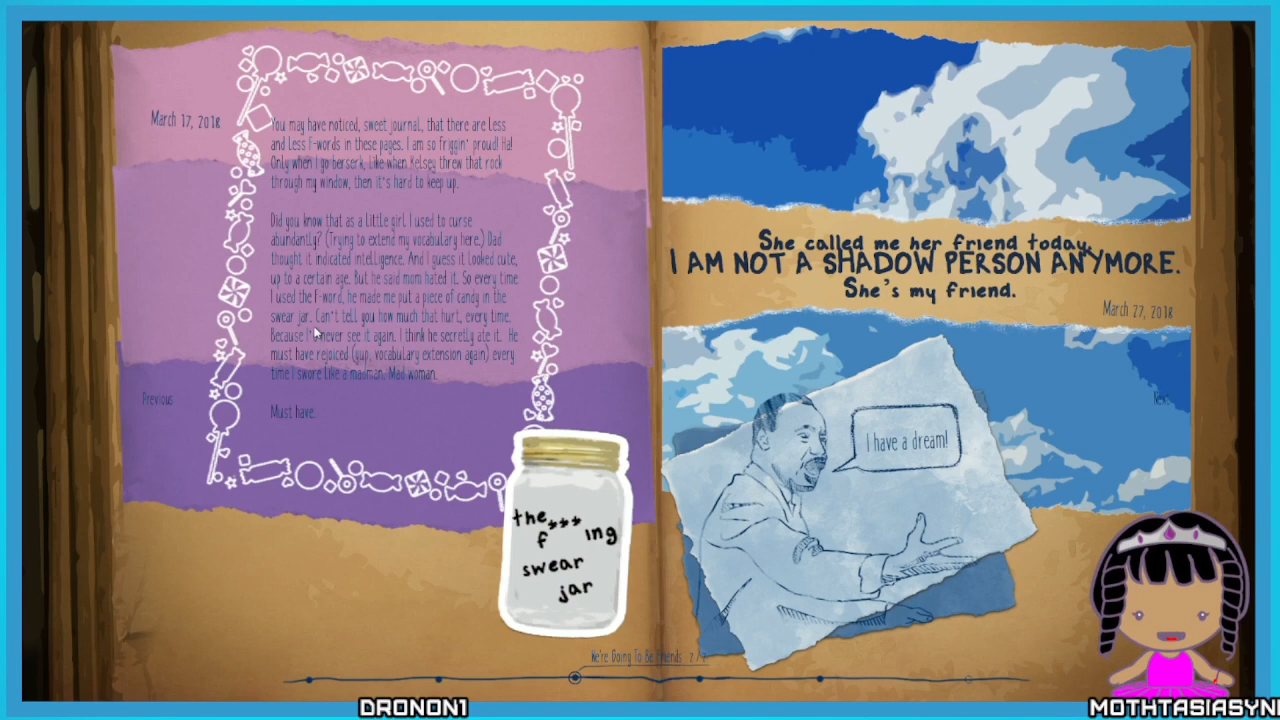 March 17, 2018
You may have noticed, sweet journal, that there are less
and less F-words in these pages. I am so friggin' proud! Ha!
Only when I go berserk. Like when Kelsey threw that rock
through my window, then it's hard to keep up.
Did you know that as a little girl I used to curse
abundantly? (Trying to extend my vocabulary here.) Dad
thought it indicated intelligence. And I guess it looked cute,
up to a certain age. But he said mom hated it. So every time
I used the F-word, he made me put a piece of candy in the
swear jar. Can't tell you how much that hurt, every time.
Because never see it again. I think he secretly ate it. He
must have rejoiced (yup, vocabulary extension again) every
time I swore like a madman. Mad woman.
Previous
Must have.
the
f***ing
swear
jar
She called me her friend today.
I AM NOT A SHADOW PERSON ANYMORE.
She's my friend.
March 27, 2018
I have a dream!
We're Going To Be Friends 2 / 2
DRONON1
MOTHTASIASYN